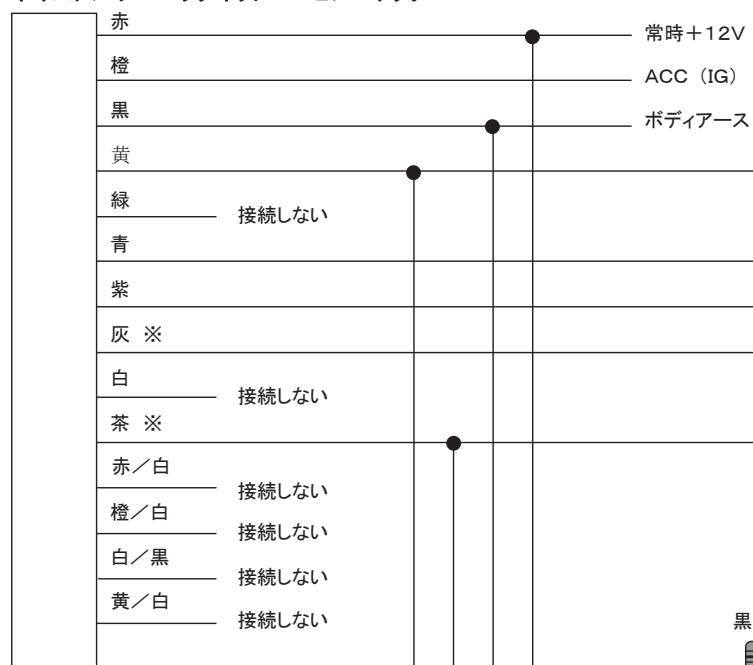 赤
常時＋12V
橙
ACC（IG）
黒
ボディアース
黄
緑
接続しない
青
紫
灰 ※
白
接続しない
茶 ※
赤／白
接続しない
橙／白
接続しない
白／黒
接続しない
黄／白
接続しない
黒